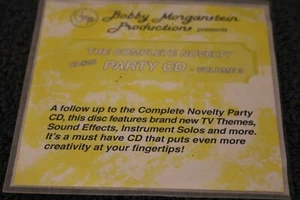 Bobby Morganstein
Productions presents
THE COMPLETE NOVELTY
PARTY CD - VOLUME 2
A follow up to the Complete Novelty Party
CD, this disc features brand new TV Themes,
Sound Effects, Instrument Solos and more.
It's a must have CD that puts even more
creativity at your fingertips!